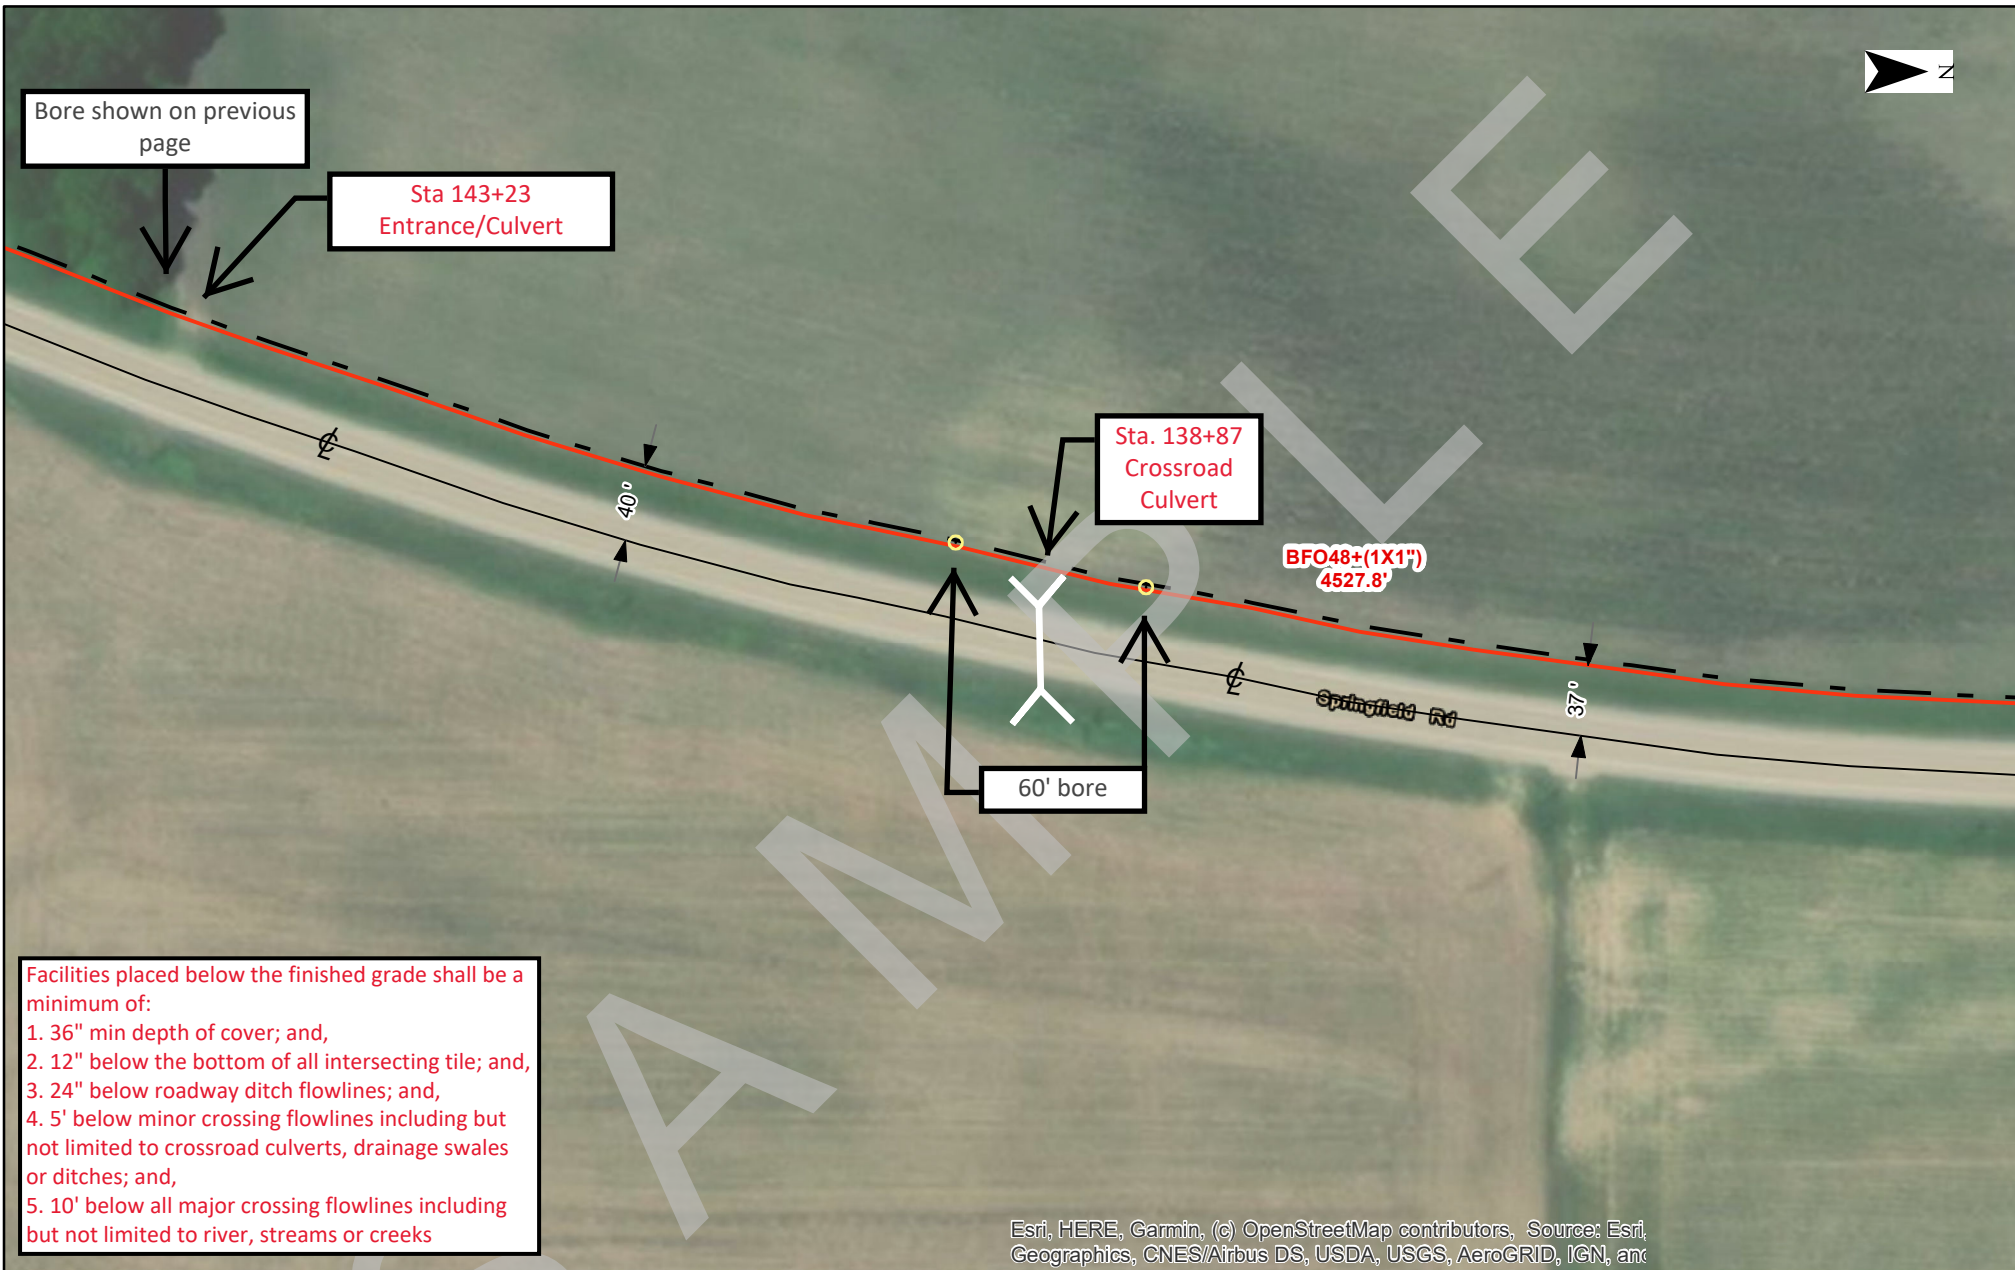 N
Bore shown on previous
page
Sta 143+23
Entrance/Culvert
℄
40'
Sta. 138+87
Crossroad
Culvert
BFO48+(1X1")
4527.8'
℄
Springfield Rd
37'
60' bore
SAMPLE
Facilities placed below the finished grade shall be a
minimum of:
1. 36" min depth of cover; and,
2. 12" below the bottom of all intersecting tile; and,
3. 24" below roadway ditch flowlines; and,
4. 5' below minor crossing flowlines including but
not limited to crossroad culverts, drainage swales
or ditches; and,
5. 10' below all major crossing flowlines including
but not limited to river, streams or creeks
Esri, HERE, Garmin, (c) OpenStreetMap contributors, Source: Esri,
Geographics, CNES/Airbus DS, USDA, USGS, AeroGRID, IGN, and